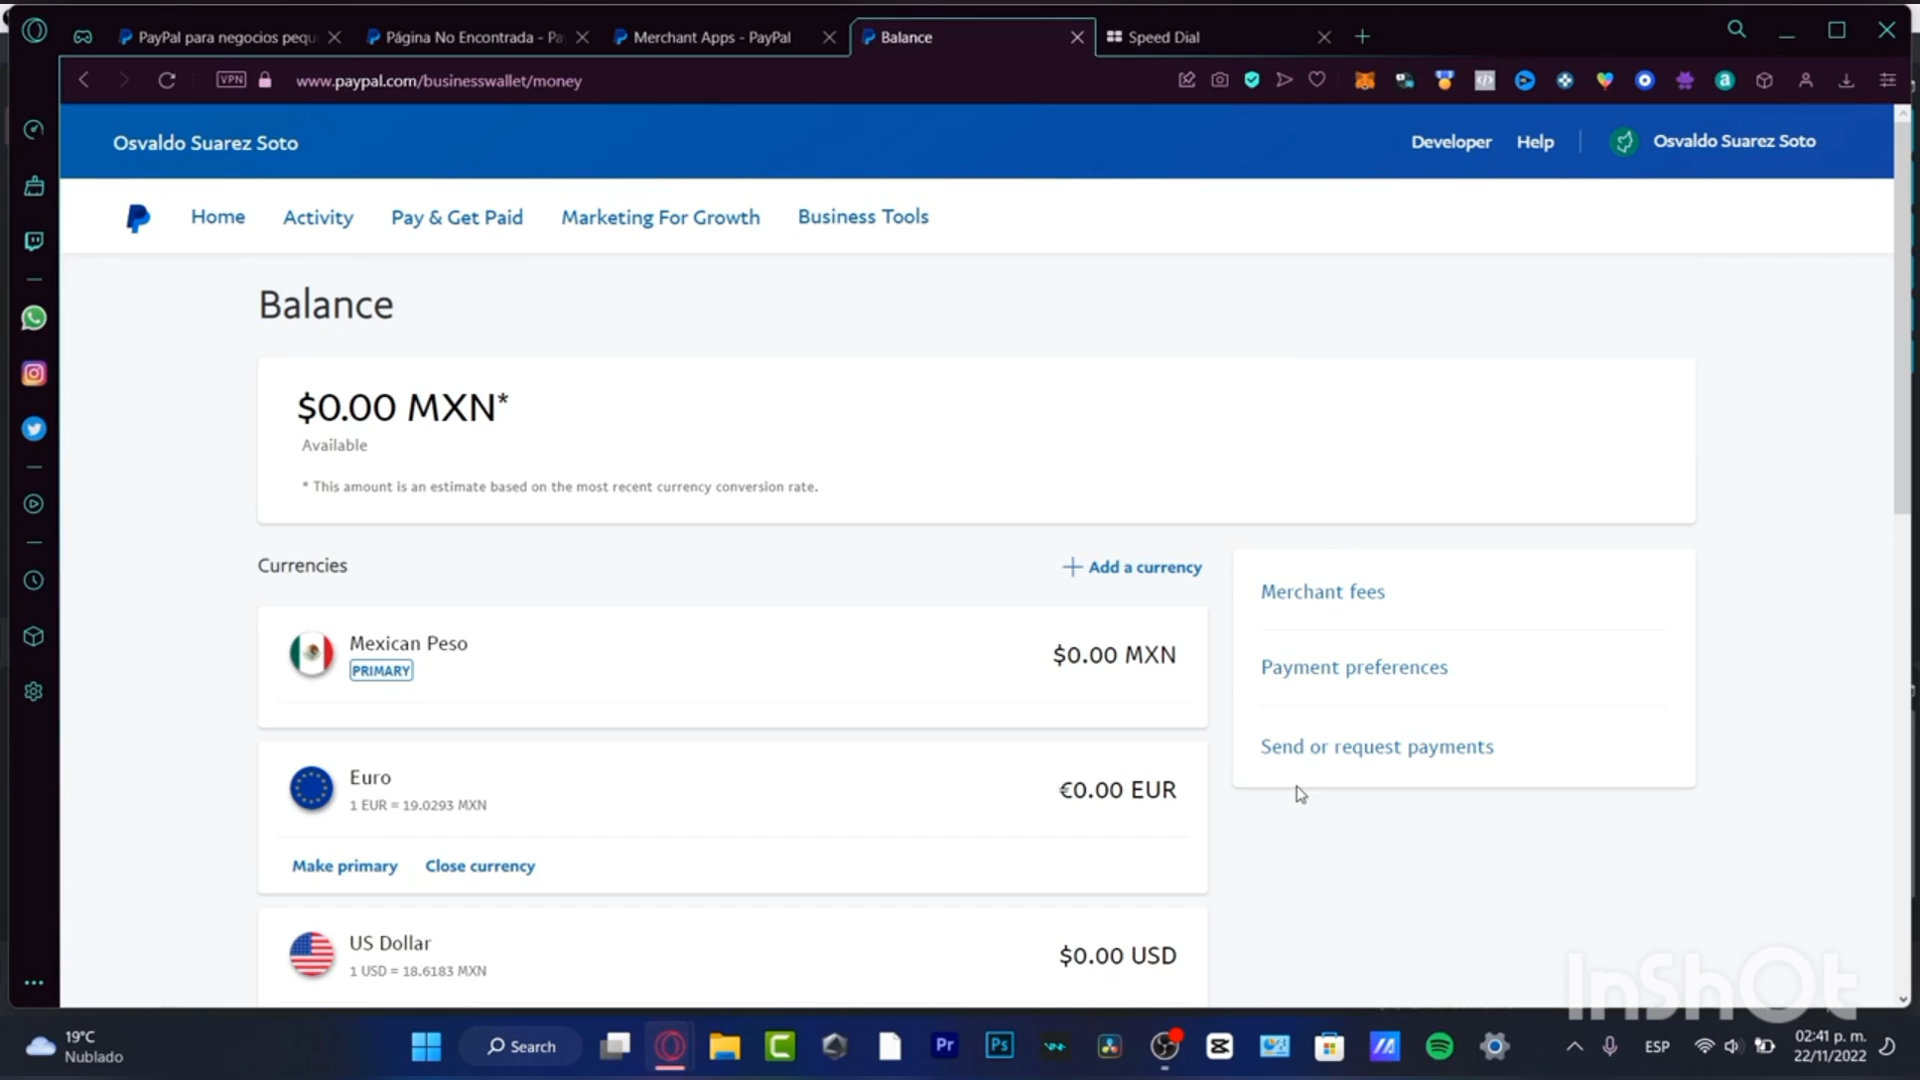 PayPal para negocios pequ
Página No Encontrada - Pa
Merchant Apps - PayPal
Balance
Speed Dial
VPN
www.paypal.com/businesswallet/money
Osvaldo Suarez Soto
Developer
Help
Osvaldo Suarez Soto
Home
Activity
Pay & Get Paid
Marketing For Growth
Business Tools
Balance
$0.00 MXN*
Available
* This amount is an estimate based on the most recent currency conversion rate.
Currencies
Add a currency
Mexican Peso
PRIMARY
$0.00 MXN
Euro
1 EUR = 19.0293 MXN
€0.00 EUR
Make primary
Close currency
US Dollar
1 USD = 18.6183 MXN
$0.00 USD
Merchant fees
Payment preferences
Send or request payments
InShOt
19°C
Nublado
Search
Pr
Ps
ESP
02:41 p. m.
22/11/2022